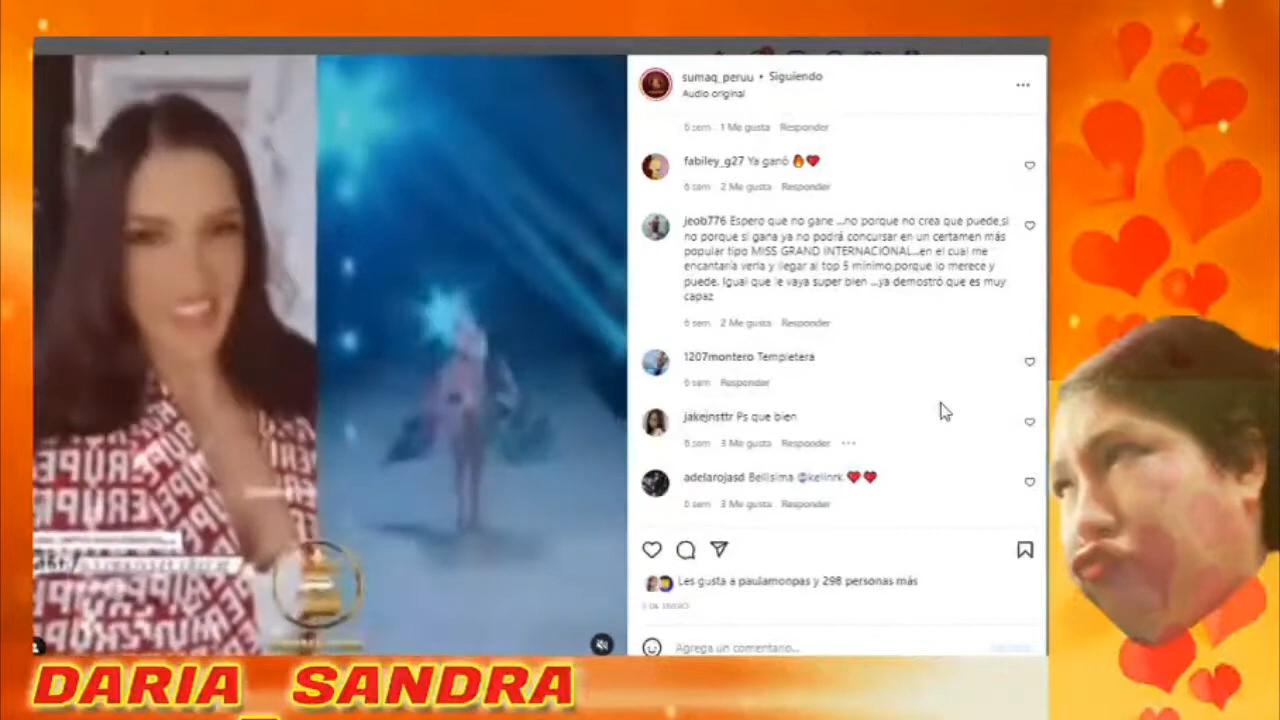 sumaq_peruu • Siguiendo
Audio original
6 sem 1 Me gusta Responder
fabiley_g27 Ya ganó 🔥❤️
6 sem 2 Me gusta Responder
jeob776 Espero que no gane ...no porque no crea que puede,si
no porque si gana ya no podrá concursar en un certamen más
popular tipo MISS GRAND INTERNACIONAL...en el cual me
encantaría verla y llegar al top 5 mínimo,porque lo merece y
puede. Igual que le vaya super bien ...ya demostró que es muy
capaz
6 sem 2 Me gusta Responder
1207montero Templetera
6 sem Responder
jakejnsttr Ps que bien
6 sem 3 Me gusta Responder
adelarojasd Bellisima @kelinrk ❤️ ❤️
6 sem 3 Me gusta Responder
Les gusta a paulamonpas y 298 personas más
Agrega un comentario...
DARIA SANDRA